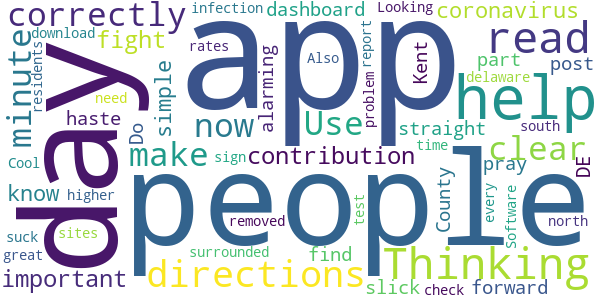 infection dashboard Looking coronavirus
correctly
download fight rates Also report read part post
residents minute simple alarming app problem Kent delaware
day need help
haste Do now Use straight south
Cool make sign contribution time clear
know higher people test County pray DE
suck sites removed every Software north
great surrounded find Thinking
important directions slick check forward